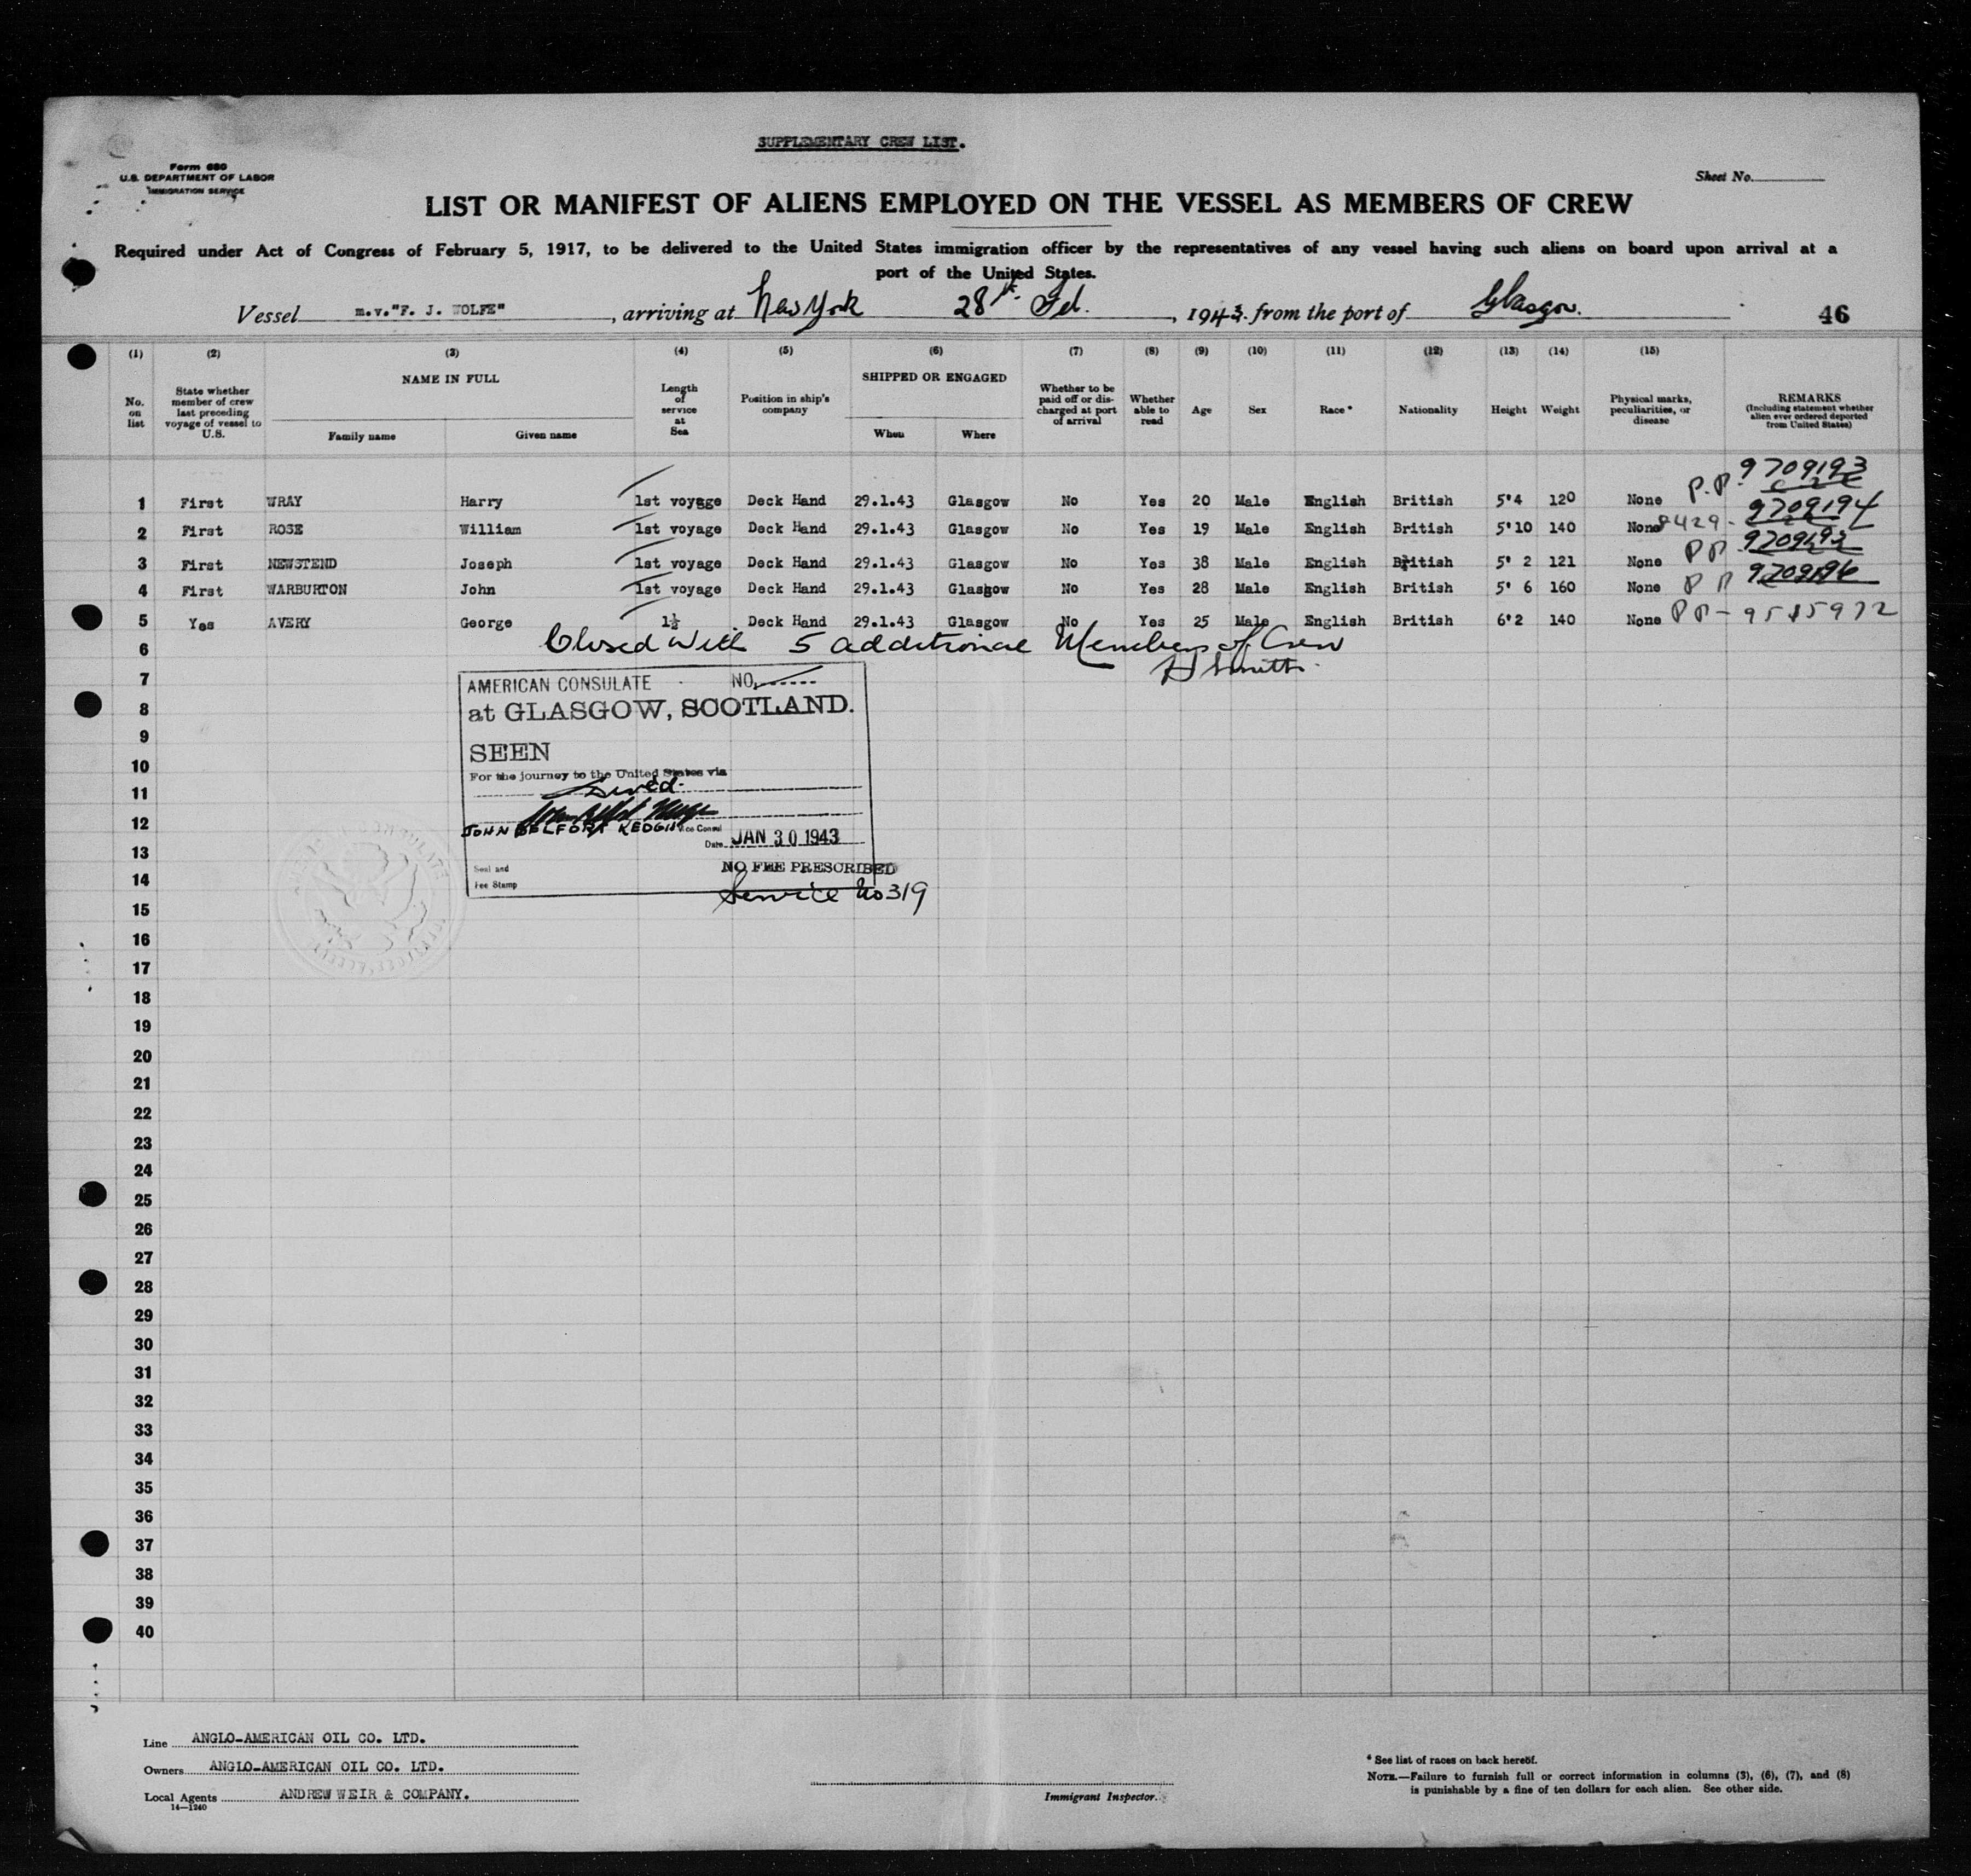 SUPPLEMENTARY CREW LIST.
Form 680
U.S. DEPARTMENT OF LABOR
IMMIGRATION SERVICE
Sheet No.
LIST OR MANIFEST OF ALIENS EMPLOYED ON THE VESSEL AS MEMBERS OF CREW
Required under Act of Congress of February 5, 1917, to be delivered to the United States immigration officer by the representatives of any vessel having such aliens on board upon arrival at a
port of the United States.
Vessel m.v."F. J. WOLFE", arriving at New York 28th Feb., 1943. from the port of Glasgow. 46
(1) (2) (3) (4) (5) (6) (7) (8) (9) (10) (11) (12) (13) (14) (15)
No. on list
State whether member of crew last preceding voyage of vessel to U.S.
NAME IN FULL
Family name Given name
Length of service at Sea
Position in ship's company
SHIPPED OR ENGAGED
When Where
Whether to be paid off or discharged at port of arrival
Whether able to read
Age
Sex
Race*
Nationality
Height
Weight
Physical marks, peculiarities, or disease
REMARKS
(Including statement whether alien ever ordered deported from United States)
1 First WRAY Harry 1st voyage Deck Hand 29.1.43 Glasgow No Yes 20 Male English British 5'4 120 None P.P. 9709193
2 First ROSE William 1st voyage Deck Hand 29.1.43 Glasgow No Yes 19 Male English British 5'10 140 None 9709194
3 First NEWSTEND Joseph 1st voyage Deck Hand 29.1.43 Glasgow No Yes 38 Male English British 5' 2 121 None PP
4 First WARBURTON John 1st voyage Deck Hand 29.1.43 Glasgow No Yes 28 Male English British 5' 6 160 None PP
5 Yes AVERY George 1½ Deck Hand 29.1.43 Glasgow No Yes 25 Male English British 6'2 140 None PP - 9515972
Closed with 5 additional Members of Crew
6
7
8
9
10
11
12
13
14
15
16
17
18
19
20
21
22
23
24
25
26
27
28
29
30
31
32
33
34
35
36
37
38
39
40
AMERICAN CONSULATE NO.
at GLASGOW, SCOTLAND.
SEEN
For the journey to the United States via
Vice Consul
Date JAN 30 1943
Seal and
Fee Stamp
NO FEE PRESCRIBED
Service No 319
Line ANGLO-AMERICAN OIL CO. LTD.
Owners ANGLO-AMERICAN OIL CO. LTD.
Local Agents ANDREW WEIR & COMPANY.
14—1240
Immigrant Inspector.
* See list of races on back hereof.
NOTE.—Failure to furnish full or correct information in columns (3), (6), (7), and (8)
is punishable by a fine of ten dollars for each alien. See other side.